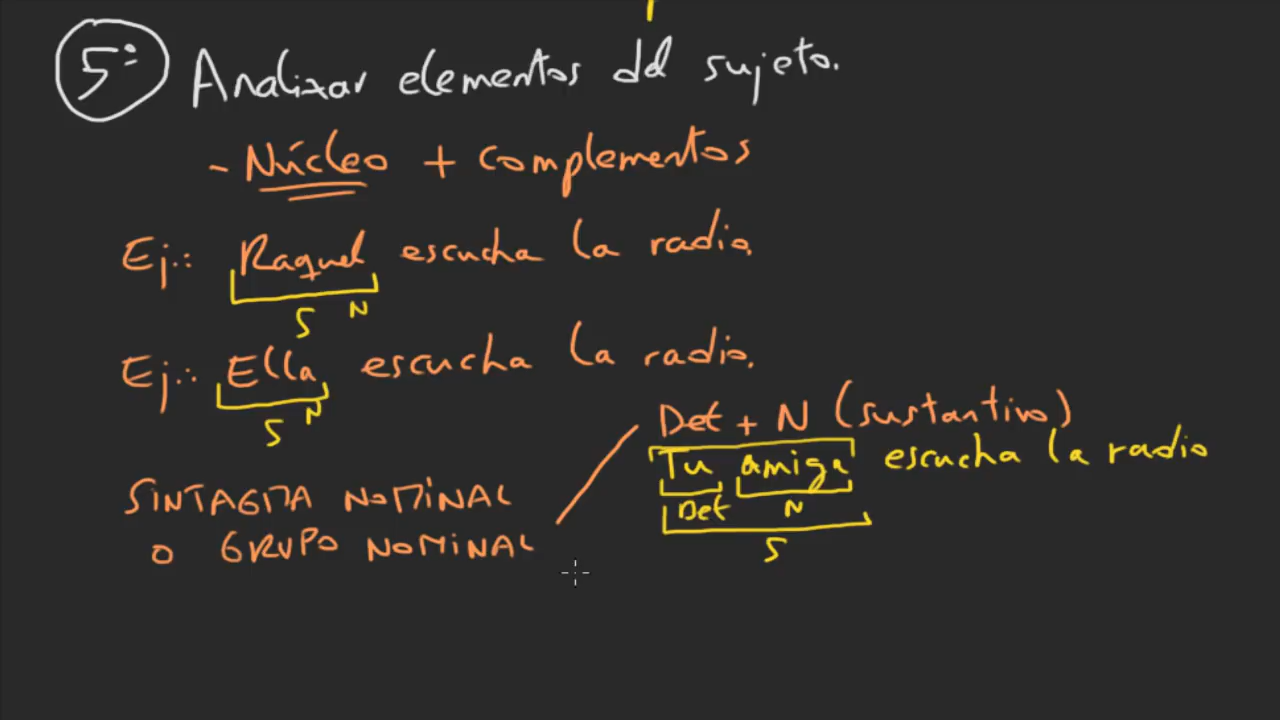 5º Analizar elementos del sujeto.
- Núcleo + complementos
Ej.: Raquel escucha la radio.
S N
Ej.: Ella escucha la radio.
S N
Det + N (sustantivo)
Tu amiga escucha la radio
Det N
S
SINTAGMA NOMINAL
O GRUPO NOMINAL